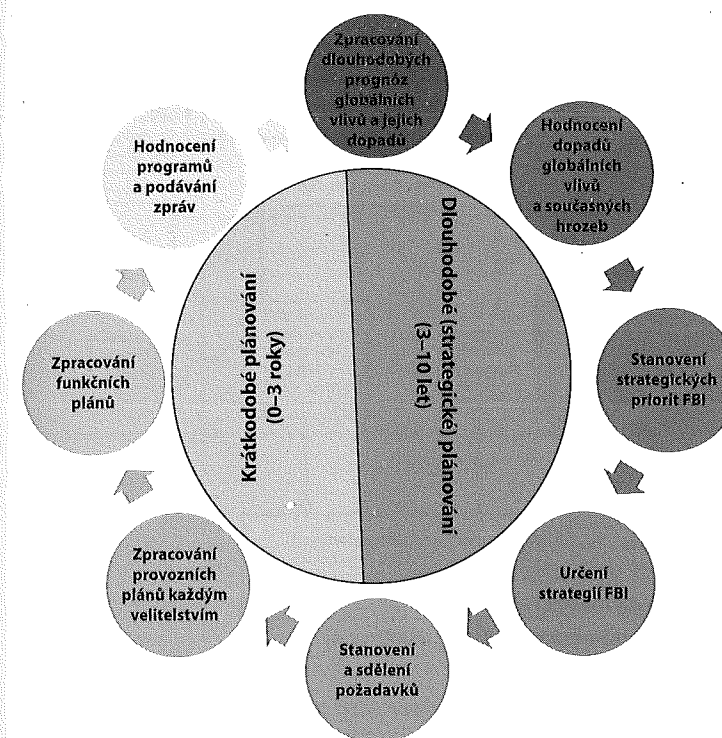 Zpracování
dlouhodobých
prognóz
globálních
vlivů a jejich
dopadů
Hodnocení
dopadů
globálních
vlivů
a současných
hrozeb
Stanovení
strategických
priorit FBI
Určení
strategií FBI
Stanovení
a sdělení
požadavků
Zpracování
provozních
plánů každým
velitelstvím
Zpracování
funkčních
plánů
Hodnocení
programů
a podávání
zpráv
Dlouhodobé (strategické) plánování
(3–10 let)
Krátkodobé plánování
(0–3 roky)